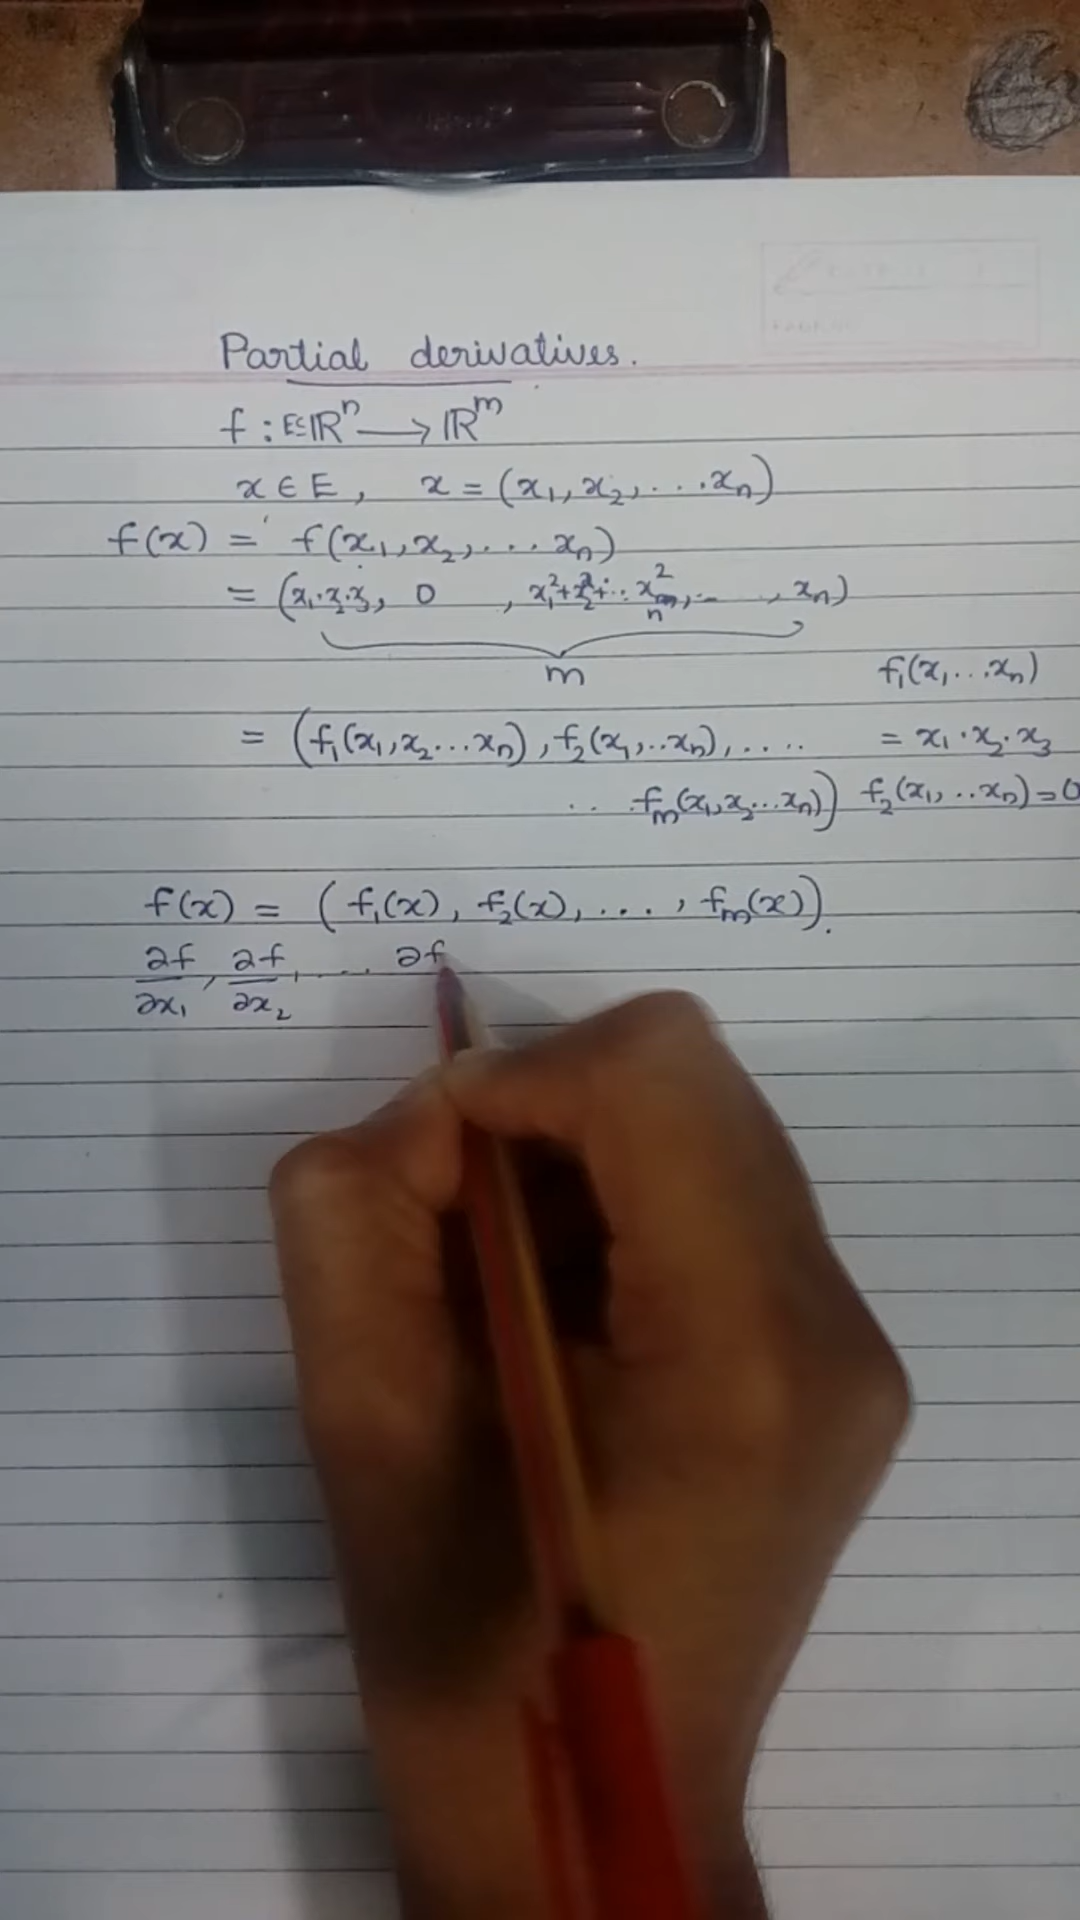 Partial derivatives.
f : E⊆ℝⁿ ⟶ ℝᵐ
x ∈ E, x = (x₁, x₂, ... xₙ)
f(x) = f(x₁, x₂, ... xₙ)
= (x₁·x₂·x₃, 0 , x₁²+x₂²+...xₙ², ... , xₙ)
m
f₁(x₁...xₙ)
= (f₁(x₁,x₂...xₙ), f₂(x₁,..xₙ), .... = x₁·x₂·x₃
.. . fₘ(x₁,x₂...xₙ)) f₂(x₁,..xₙ)=0
f(x) = (f₁(x), f₂(x), ..., fₘ(x)).
∂f/∂x₁, ∂f/∂x₂, .... ∂f